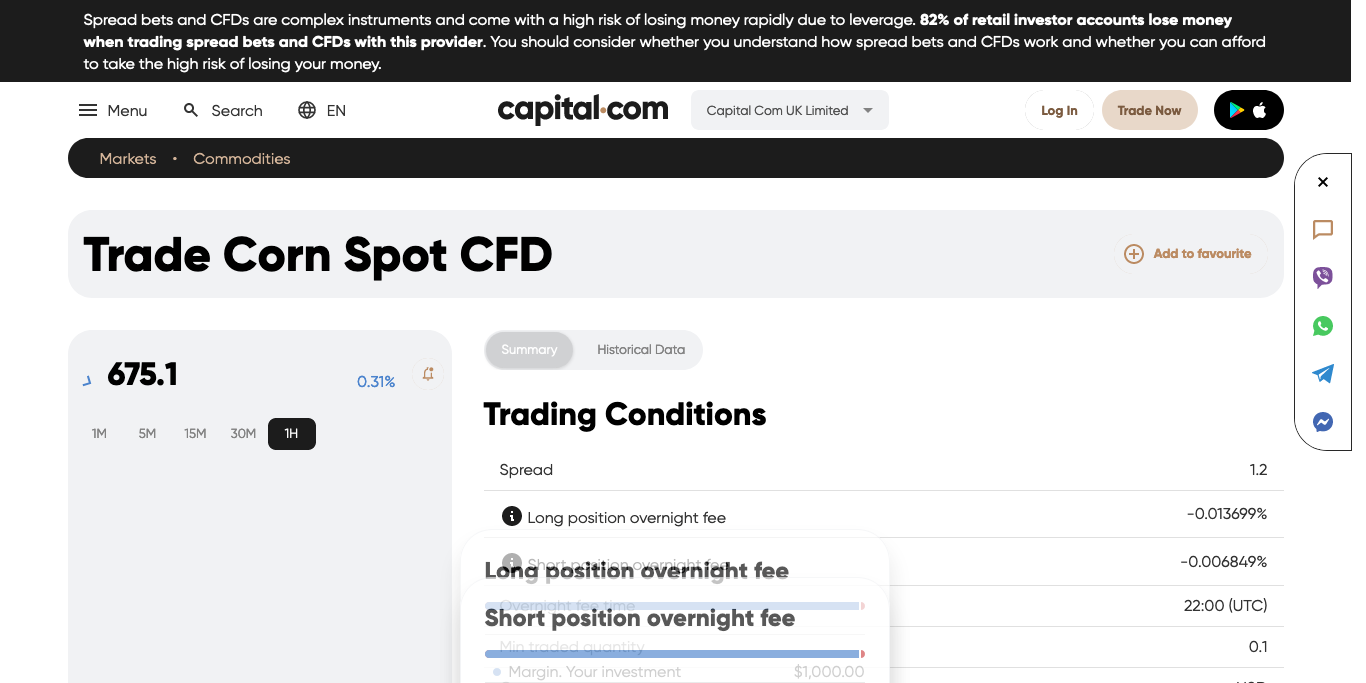 Spread bets and CFDs are complex instruments and come with a high risk of losing money rapidly due to leverage. 82% of retail investor accounts lose money
when trading spread bets and CFDs with this provider. You should consider whether you understand how spread bets and CFDs work and whether you can afford
to take the high risk of losing your money.
Menu Search EN capital.com Capital Com UK Limited Log In Trade Now
Markets • Commodities
Trade Corn Spot CFD Add to favourite
675.1 0.31%
1M 5M 15M 30M 1H
Summary Historical Data
Trading Conditions
Spread 1.2
Long position overnight fee -0.013699%
Short position overnight fee -0.006849%
Long position overnight fee
Overnight fee time 22:00 (UTC)
Short position overnight fee
Min traded quantity 0.1
Margin. Your investment $1,000.00